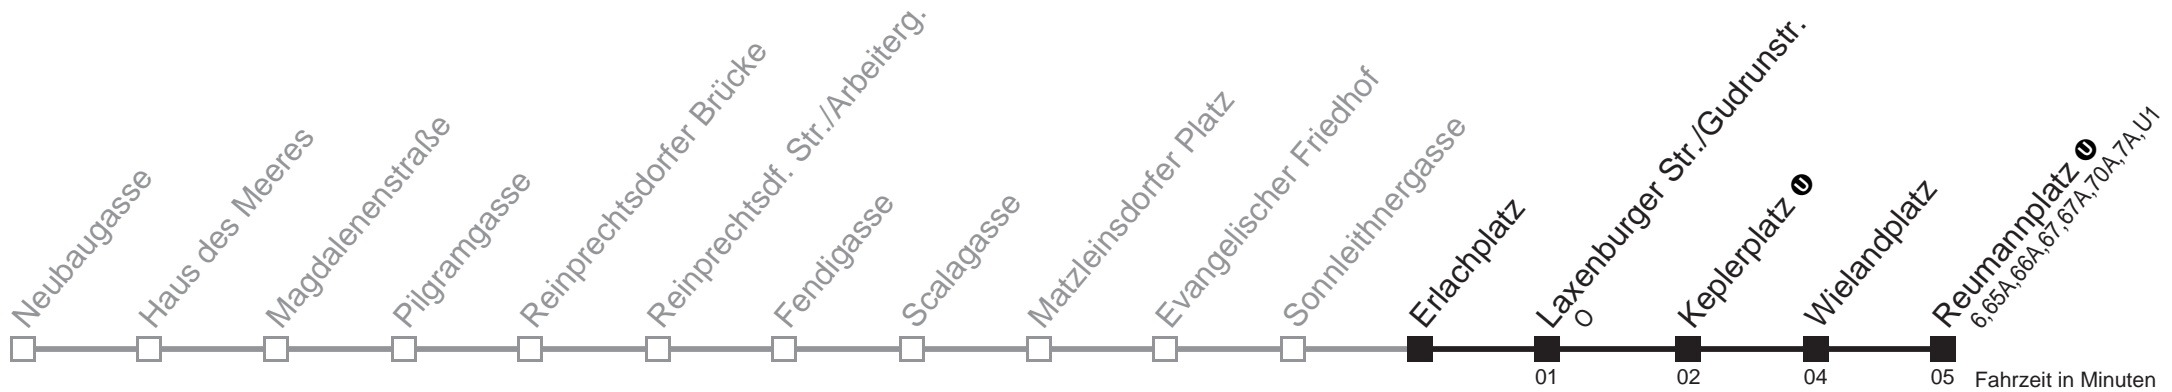 Neubaugasse
Haus des Meeres
Magdalenenstraße
Pilgramgasse
Reinprechtsdorfer Brücke
Reinprechtsdf. Str./Arbeiterg.
Fendigasse
Scalagasse
Matzleinsdorfer Platz
Evangelischer Friedhof
Sonnleithnergasse
Erlachplatz
Laxenburger Str./Gudrunstr.
O
Keplerplatz U
Wielandplatz
Reumannplatz U
6,65A,66A,67,67A,70A,7A,U1
01 02 04 05 Fahrzeit in Minuten